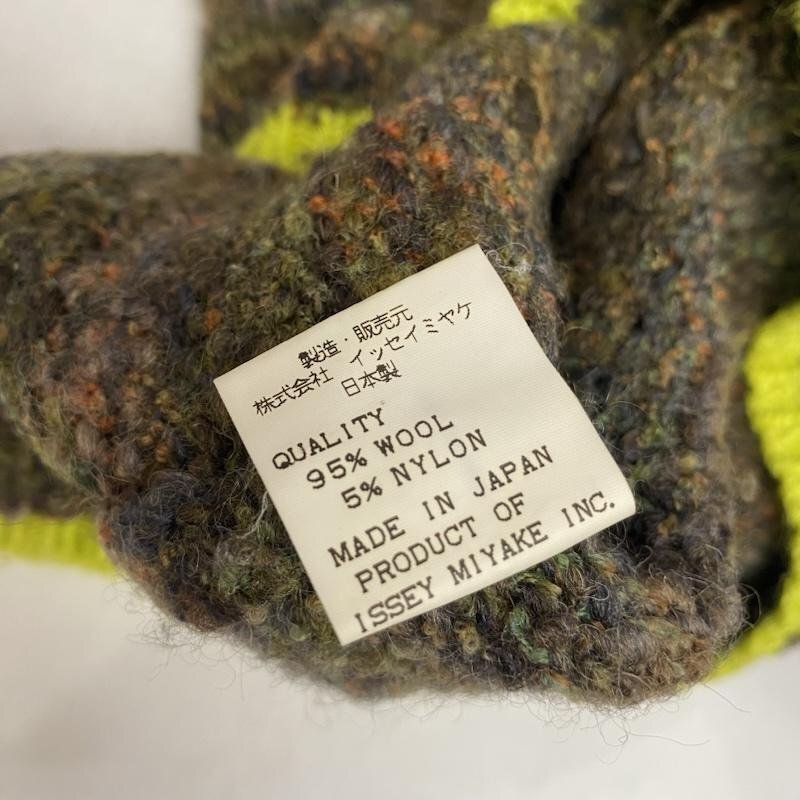 製造・販売元
株式会社 イッセイミヤケ
日本製
QUALITY
95% WOOL
5% NYLON
MADE IN JAPAN
PRODUCT OF
ISSEY MIYAKE INC.